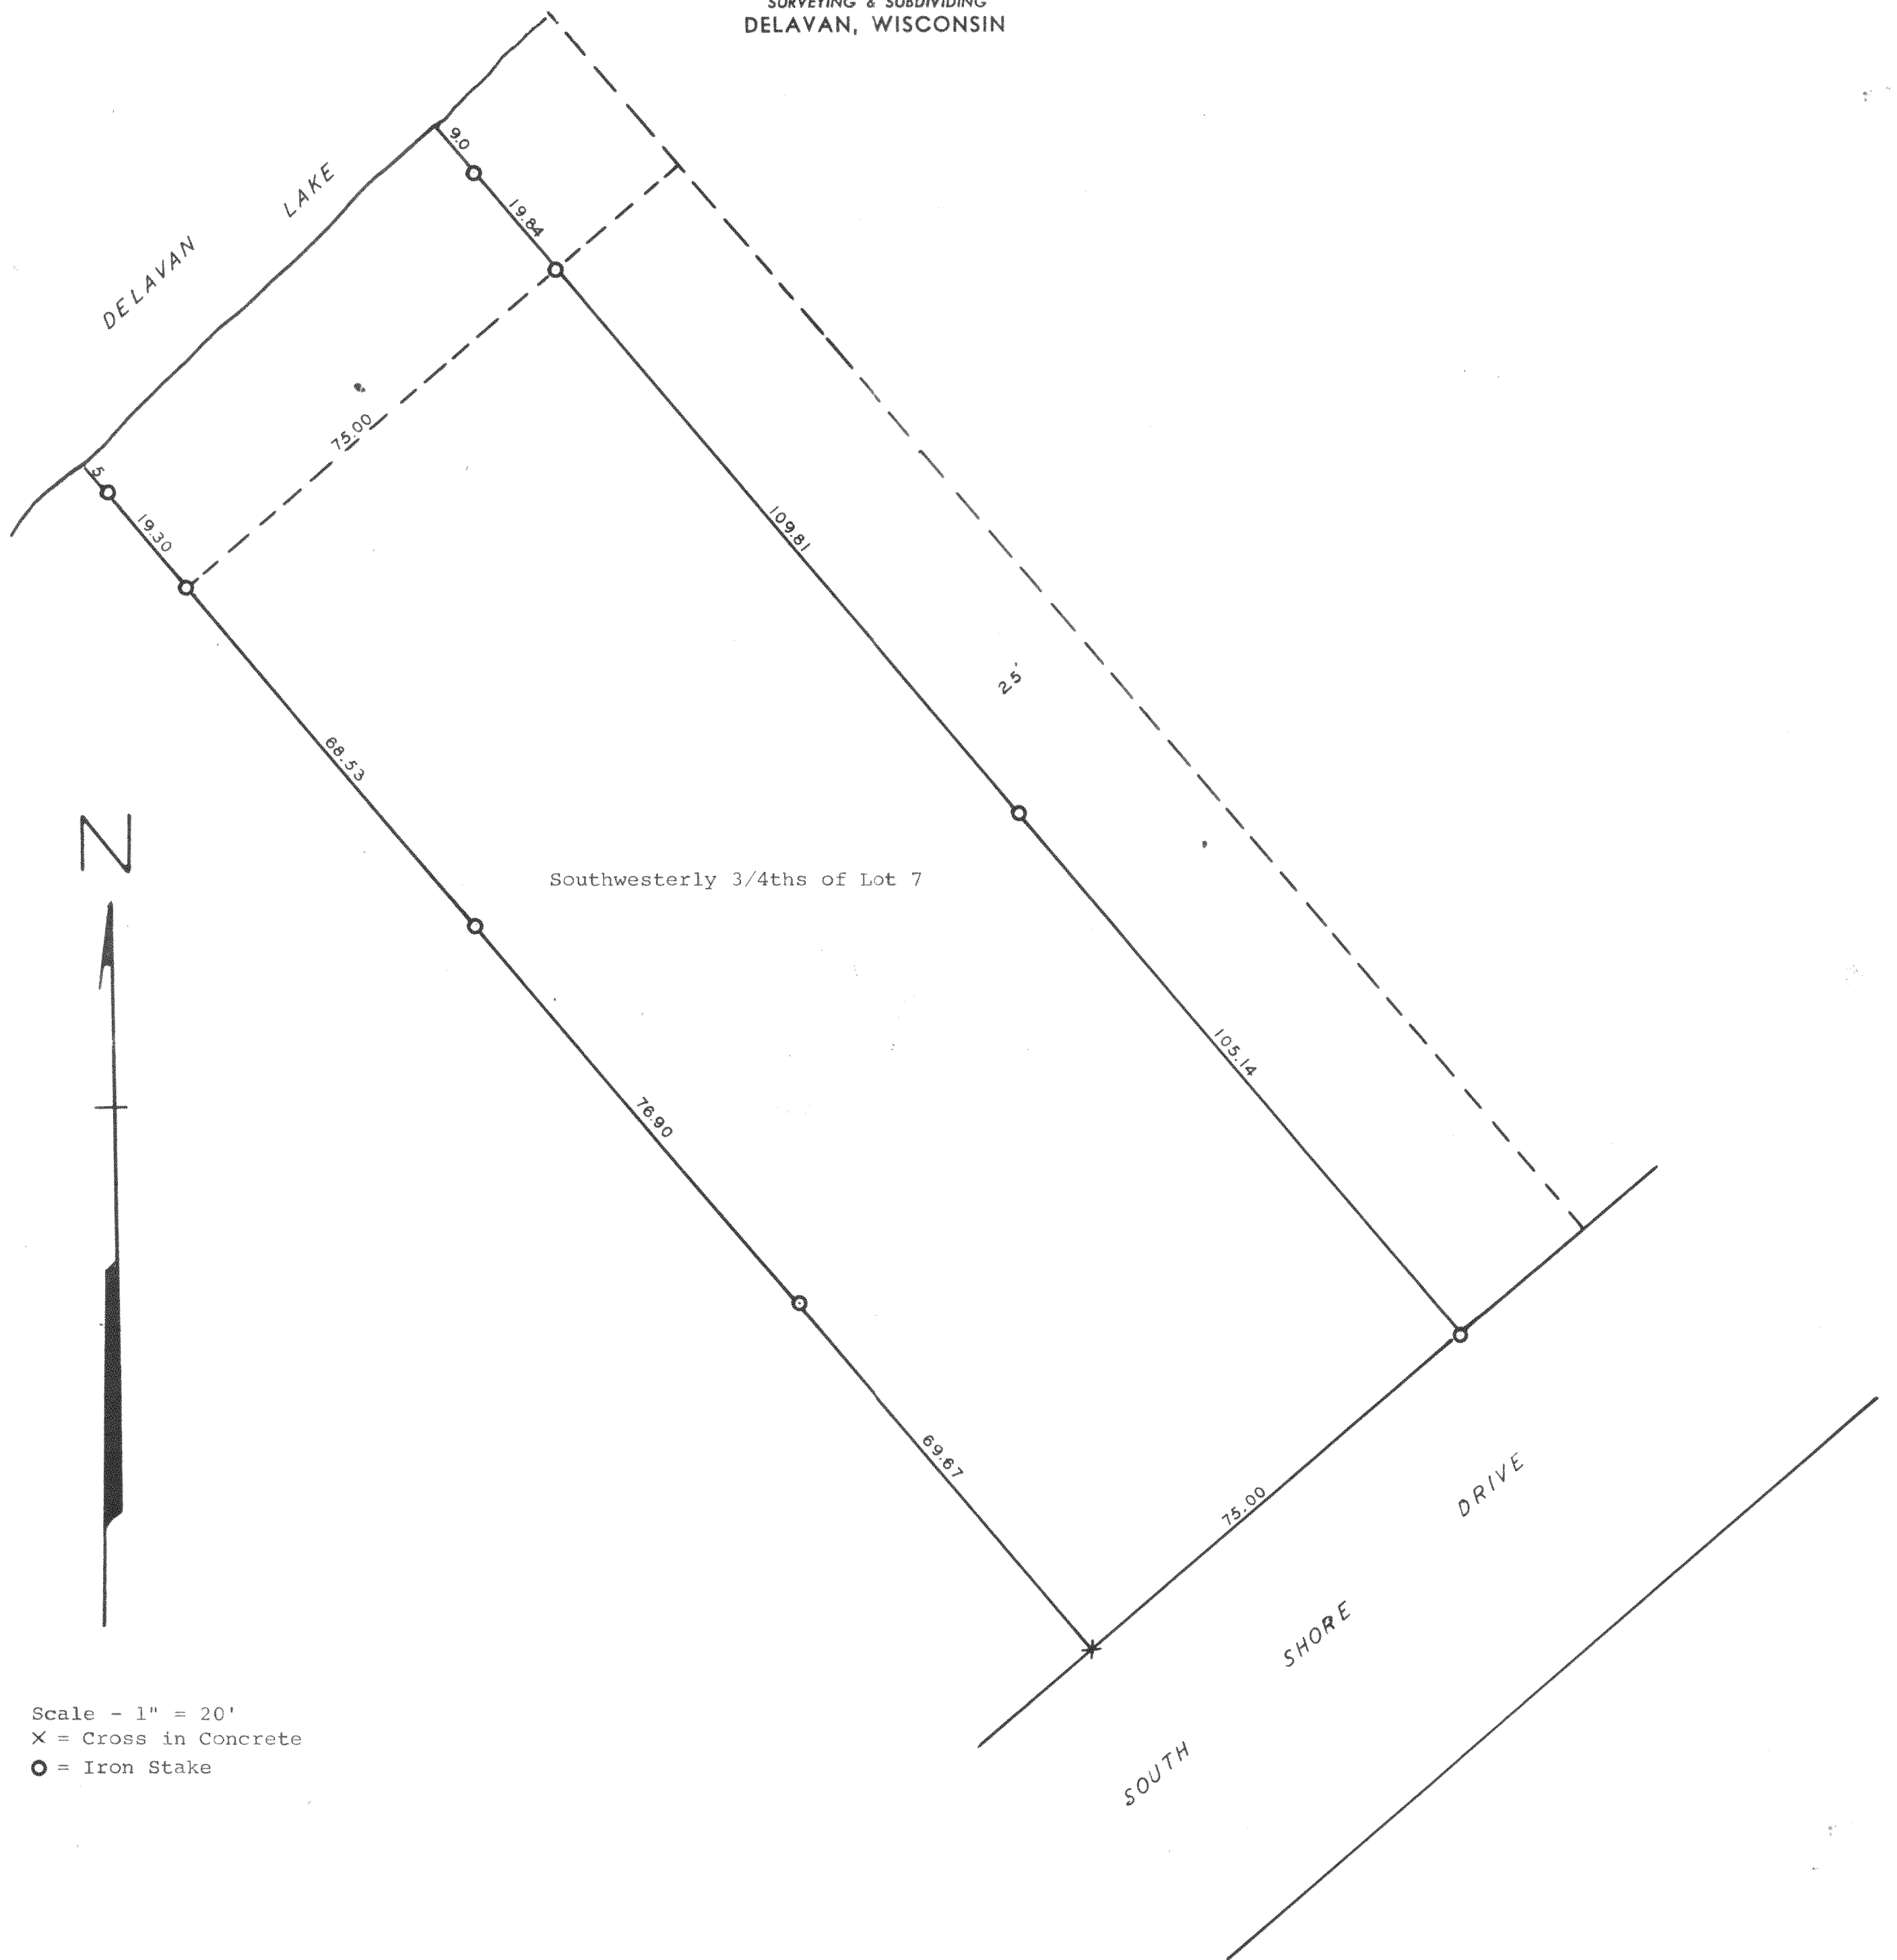 SURVEYING & SUBDIVIDING
DELAVAN, WISCONSIN
DELAVAN LAKE
9.0
19.84
75.00
5
19.30
109.81
25'
68.53
N
Southwesterly 3/4ths of Lot 7
105.14
76.90
69.67
75.00
SOUTH SHORE DRIVE
Scale - 1" = 20'
X = Cross in Concrete
O = Iron Stake